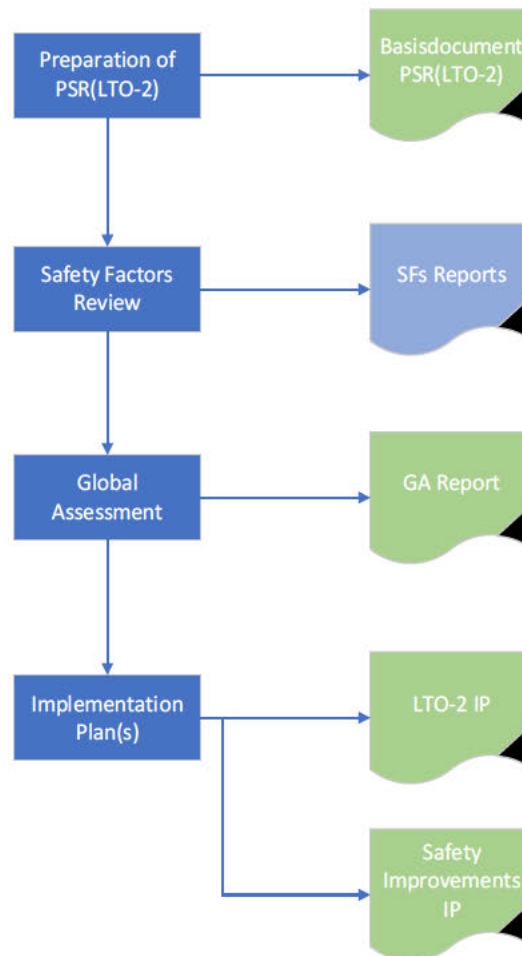 Preparation of
PSR(LTO-2)
Basisdocument
PSR(LTO-2)
Safety Factors
Review
SFs Reports
Global
Assessment
GA Report
Implementation
Plan(s)
LTO-2 IP
Safety
Improvements
IP